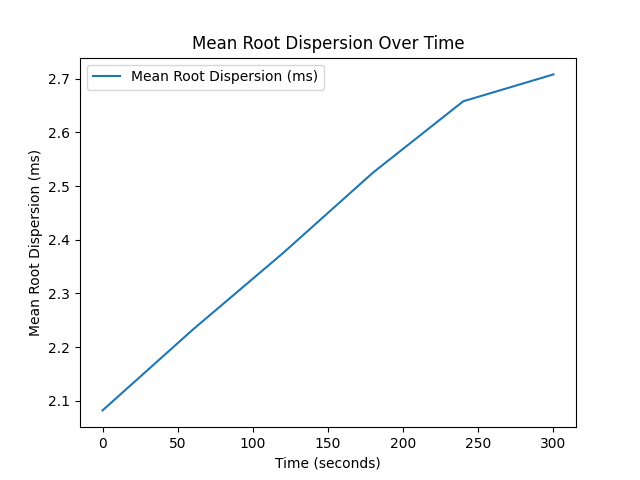 Mean Root Dispersion Over Time
Mean Root Dispersion (ms)
Mean Root Dispersion (ms)
2.7
2.6
2.5
2.4
2.3
2.2
2.1
0 50 100 150 200 250 300
Time (seconds)